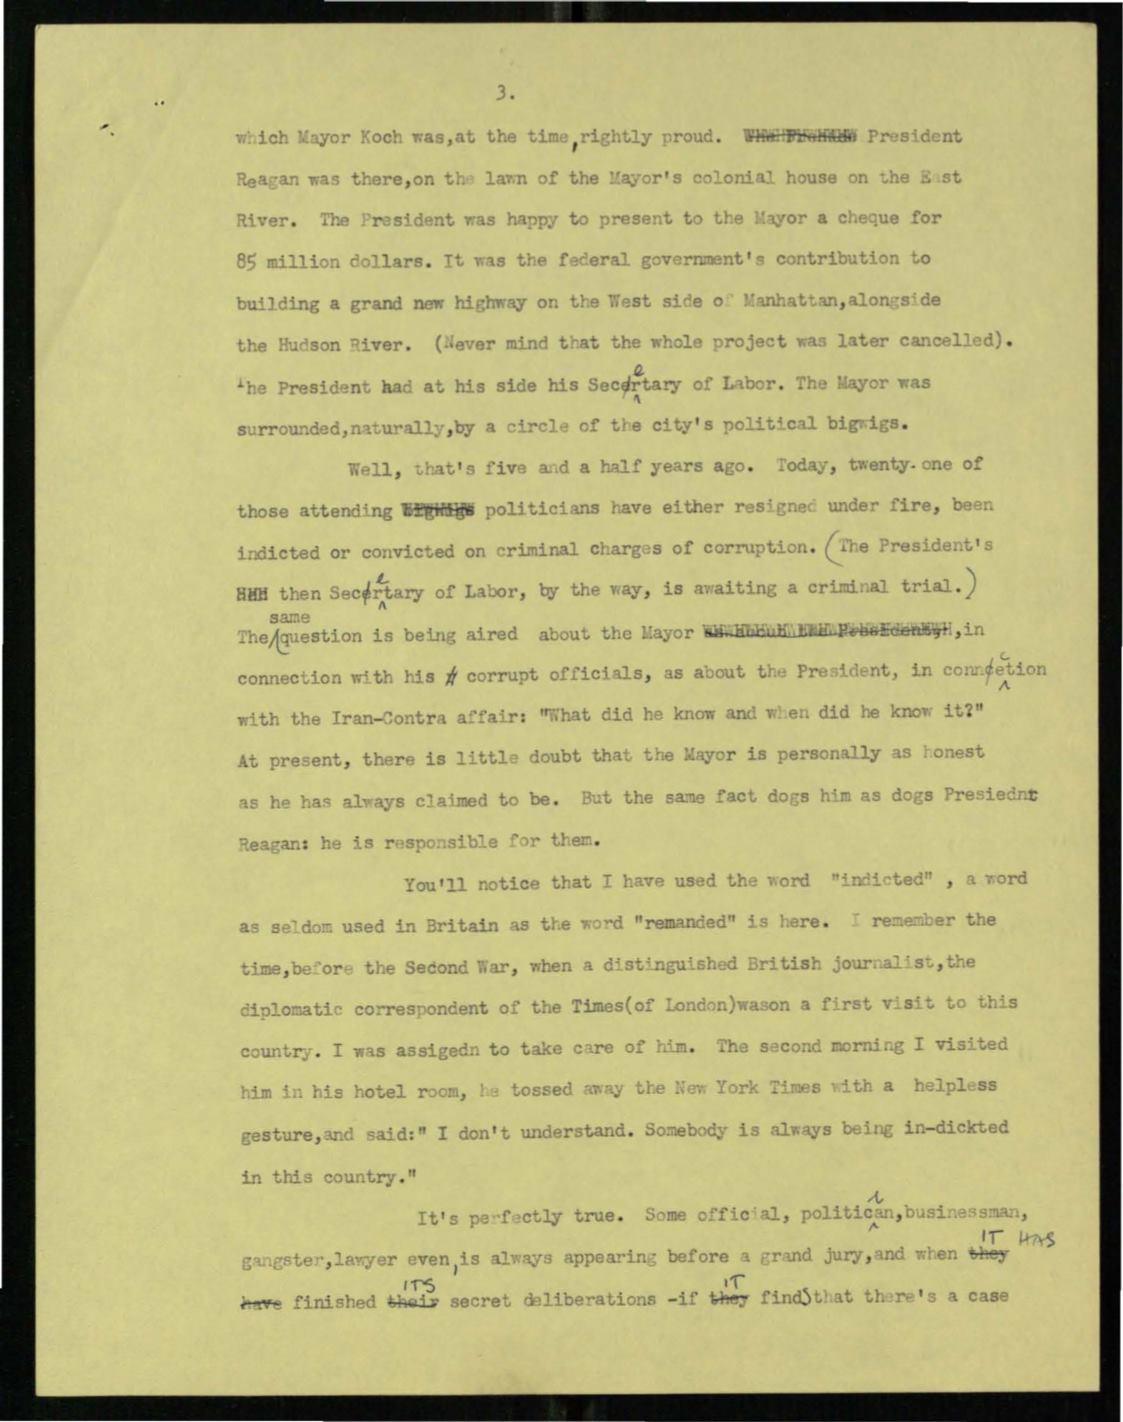 3.
which Mayor Koch was,at the time,rightly proud. President
Reagan was there,on the lawn of the Mayor's colonial house on the East
River. The President was happy to present to the Mayor a cheque for
85 million dollars. It was the federal government's contribution to
building a grand new highway on the West side of Manhattan,alongside
the Hudson River. (Never mind that the whole project was later cancelled).
The President had at his side his Secretary of Labor. The Mayor was
surrounded,naturally,by a circle of the city's political bigwigs.
Well, that's five and a half years ago. Today, twenty-one of
those attending bigwigs politicians have either resigned under fire, been
indicted or convicted on criminal charges of corruption. (The President's
then Secretary of Labor, by the way, is awaiting a criminal trial.)
same
The question is being aired about the Mayor ,in
connection with his corrupt officials, as about the President, in connection
with the Iran-Contra affair: "What did he know and when did he know it?"
At present, there is little doubt that the Mayor is personally as honest
as he has always claimed to be. But the same fact dogs him as dogs Presiednt
Reagan: he is responsible for them.
You'll notice that I have used the word "indicted" , a word
as seldom used in Britain as the word "remanded" is here. I remember the
time,before the Second War, when a distinguished British journalist,the
diplomatic correspondent of the Times(of London)wason a first visit to this
country. I was assigedn to take care of him. The second morning I visited
him in his hotel room, he tossed away the New York Times with a helpless
gesture,and said:" I don't understand. Somebody is always being in-dickted
in this country."
It's perfectly true. Some official, politician,businessman,
IT HAS
gangster,lawyer even,is always appearing before a grand jury,and when they
ITS IT
have finished their secret deliberations -if they find)that there's a case